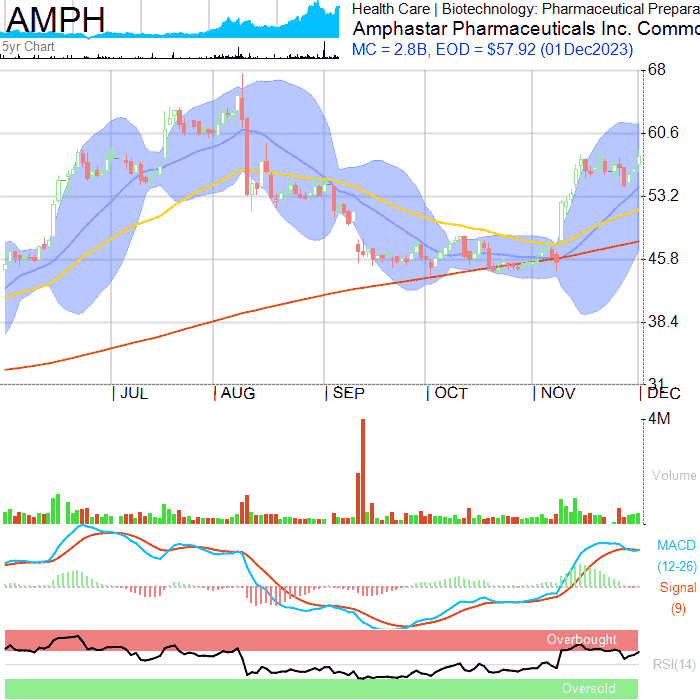 AMPH
5yr Chart
Health Care | Biotechnology: Pharmaceutical Prepara
Amphastar Pharmaceuticals Inc. Commo
MC = 2.8B, EOD = $57.92 (01Dec2023)
68
60.6
53.2
45.8
38.4
31
JUL AUG SEP OCT NOV DEC
4M
Volume
MACD
(12-26)
Signal
(9)
Overbought
RSI(14)
Oversold